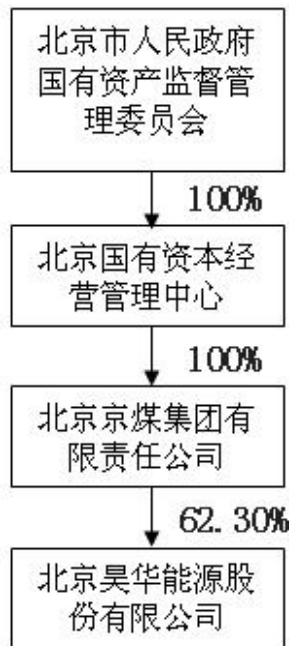 北京市人民政府
国有资产监督管
理委员会
100%
北京国有资本经
营管理中心
100%
北京京煤集团有
限责任公司
62.30%
北京昊华能源股
份有限公司